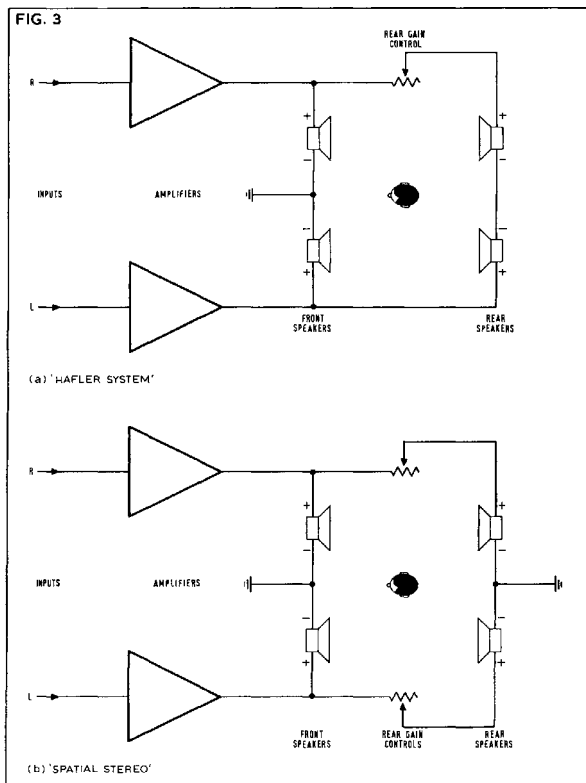 FIG. 3
REAR GAIN
CONTROL
R
+
+
-
-
INPUTS
AMPLIFIERS
-
-
+
+
L
FRONT
SPEAKERS
REAR
SPEAKERS
(a) 'HAFLER SYSTEM'
R
+
+
-
-
INPUTS
AMPLIFIERS
-
-
+
+
L
FRONT
SPEAKERS
REAR GAIN
CONTROLS
REAR
SPEAKERS
(b) 'SPATIAL STEREO'